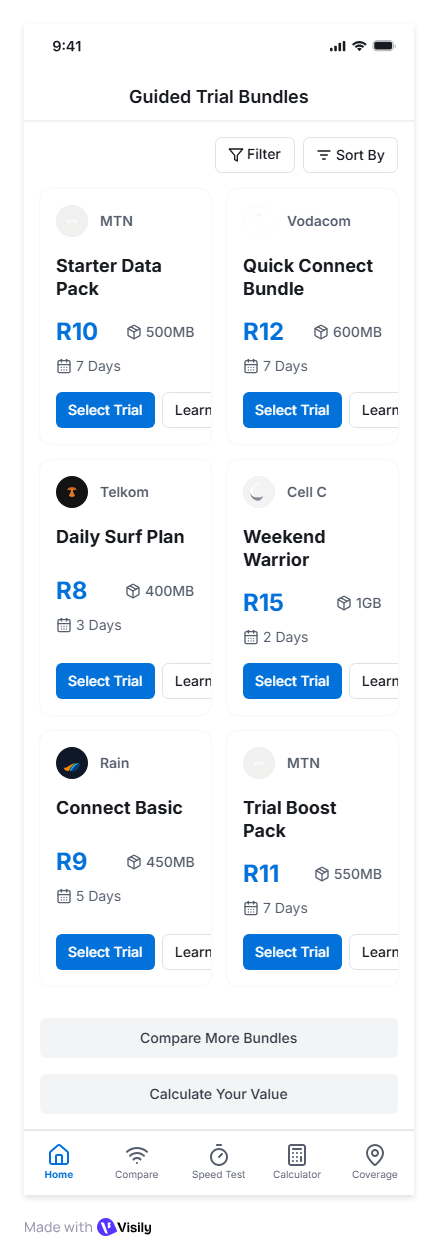 9:41
Guided Trial Bundles
Filter
Sort By
MTN
Starter Data
Pack
R10
500MB
7 Days
Select Trial
Learn
Vodacom
Quick Connect
Bundle
R12
600MB
7 Days
Select Trial
Learn
Telkom
Daily Surf Plan
R8
400MB
3 Days
Select Trial
Learn
Cell C
Weekend
Warrior
R15
1GB
2 Days
Select Trial
Learn
Rain
Connect Basic
R9
450MB
5 Days
Select Trial
Learn
MTN
Trial Boost
Pack
R11
550MB
7 Days
Select Trial
Learn
Compare More Bundles
Calculate Your Value
Home
Compare
Speed Test
Calculator
Coverage
Made with Visily